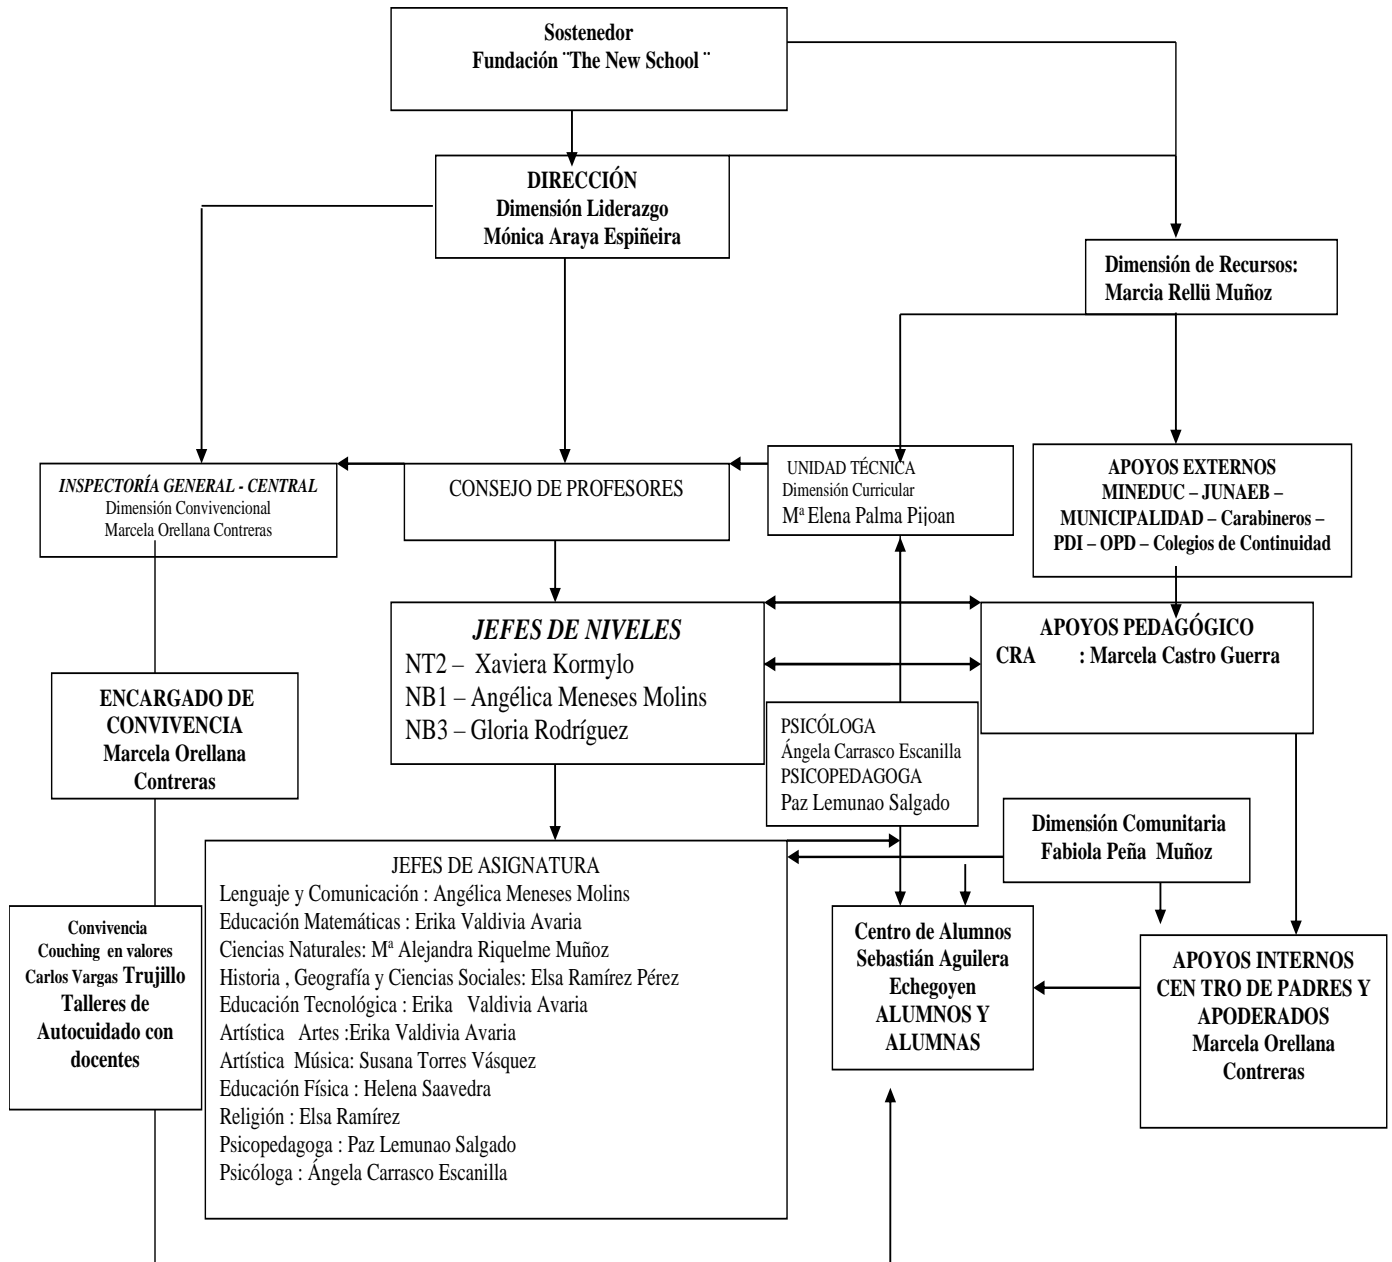 Sostenedor
Fundación ¨The New School ¨
DIRECCIÓN
Dimensión Liderazgo
Mónica Araya Espiñeira
Dimensión de Recursos:
Marcia Rellü Muñoz
INSPECTORÍA GENERAL - CENTRAL
Dimensión Convivencional
Marcela Orellana Contreras
CONSEJO DE PROFESORES
UNIDAD TÉCNICA
Dimensión Curricular
Mª Elena Palma Pijoan
APOYOS EXTERNOS
MINEDUC – JUNAEB –
MUNICIPALIDAD – Carabineros –
PDI – OPD – Colegios de Continuidad
JEFES DE NIVELES
NT2 – Xaviera Kormylo
NB1 – Angélica Meneses Molins
NB3 – Gloria Rodríguez
APOYOS PEDAGÓGICO
CRA : Marcela Castro Guerra
ENCARGADO DE
CONVIVENCIA
Marcela Orellana
Contreras
PSICÓLOGA
Ángela Carrasco Escanilla
PSICOPEDAGOGA
Paz Lemunao Salgado
Dimensión Comunitaria
Fabiola Peña Muñoz
JEFES DE ASIGNATURA
Lenguaje y Comunicación : Angélica Meneses Molins
Educación Matemáticas : Erika Valdivia Avaria
Ciencias Naturales: Mª Alejandra Riquelme Muñoz
Historia , Geografía y Ciencias Sociales: Elsa Ramírez Pérez
Educación Tecnológica : Erika Valdivia Avaria
Artística Artes :Erika Valdivia Avaria
Artística Música: Susana Torres Vásquez
Educación Física : Helena Saavedra
Religión : Elsa Ramírez
Psicopedagoga : Paz Lemunao Salgado
Psicóloga : Ángela Carrasco Escanilla
Convivencia
Couching en valores
Carlos Vargas Trujillo
Talleres de
Autocuidado con
docentes
Centro de Alumnos
Sebastián Aguilera
Echegoyen
ALUMNOS Y
ALUMNAS
APOYOS INTERNOS
CEN TRO DE PADRES Y
APODERADOS
Marcela Orellana
Contreras